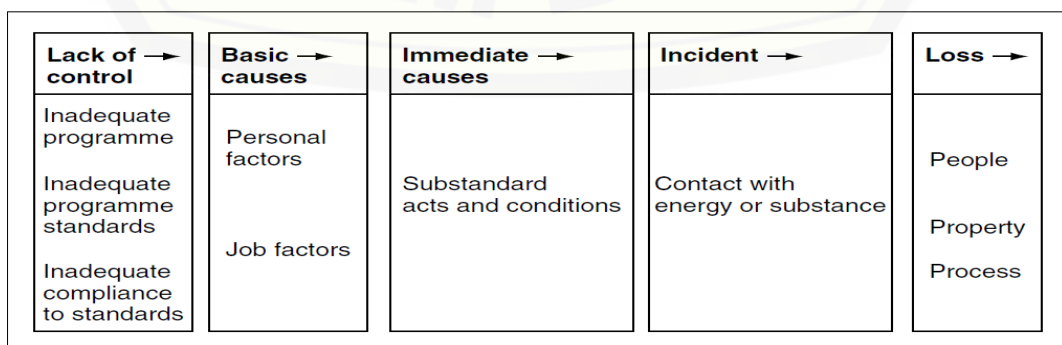 Lack of →
control
Inadequate
programme
Inadequate
programme
standards
Inadequate
compliance
to standards
Basic →
causes
Personal
factors
Job factors
Immediate →
causes
Substandard
acts and conditions
Incident →
Contact with
energy or substance
Loss →
People
Property
Process